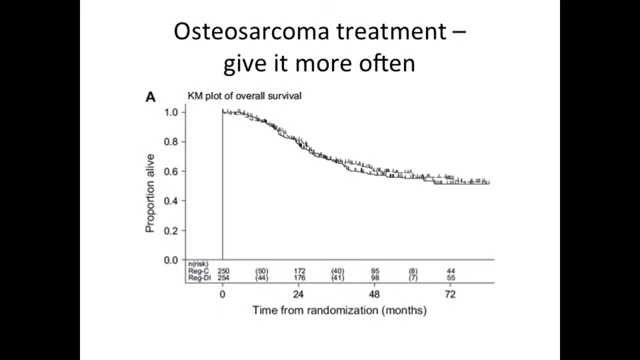 Osteosarcoma treatment –
give it more often
A KM plot of overall survival
1.0
0.8
0.6
0.4
0.2
0.0
Proportion alive
n(risk)
Reg-C 250 (50) 172 (40) 95 (8) 44
Reg-DI 254 (44) 176 (41) 98 (7) 55
0 24 48 72
Time from randomization (months)